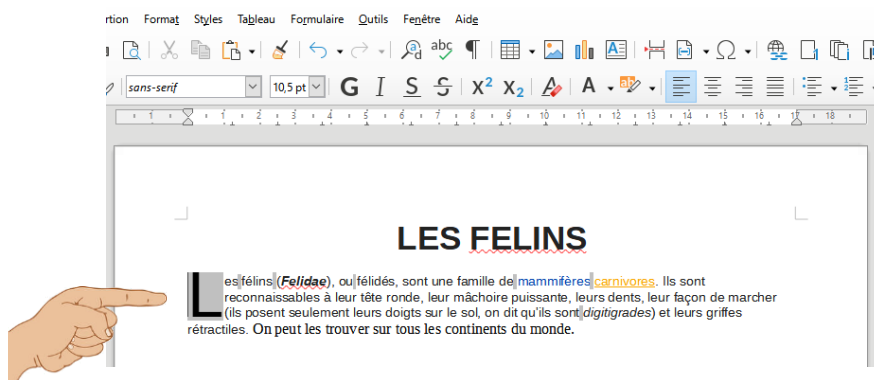 rtion Format Styles Tableau Formulaire Outils Fenêtre Aide
abc
sans-serif 10,5 pt G I S S X² X₂ A A
1 1 2 3 4 5 6 7 8 9 10 11 12 13 14 15 16 17 18
LES FELINS
Les félins (Felidae), ou félidés, sont une famille de mammifères carnivores. Ils sont
reconnaissables à leur tête ronde, leur mâchoire puissante, leurs dents, leur façon de marcher
(ils posent seulement leurs doigts sur le sol, on dit qu'ils sont digitigrades) et leurs griffes
rétractiles. On peut les trouver sur tous les continents du monde.